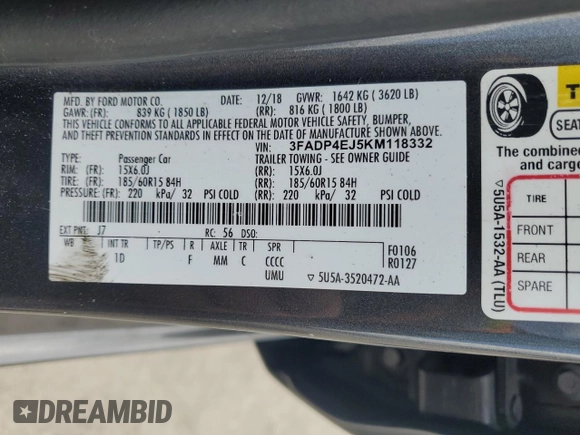 MFD. BY FORD MOTOR CO. DATE: 12/18 GVWR: 1642 KG ( 3620 LB)
GAWR: (FR): 839 KG ( 1850 LB) (RR): 816 KG ( 1800 LB)
THIS VEHICLE CONFORMS TO ALL APPLICABLE FEDERAL MOTOR VEHICLE SAFETY, BUMPER,
AND THEFT PREVENTION STANDARDS IN EFFECT ON THE DATE OF MANUFACTURE SHOWN ABOVE.
VIN: 3FADP4EJ5KM118332
TYPE: Passenger Car TRAILER TOWING - SEE OWNER GUIDE
RIM: (FR): 15X6.0J (RR): 15X6.0J
TIRE: (FR): 185/60R15 84H (RR): 185/60R15 84H
PRESSURE: (FR): 220 kPa/ 32 PSI COLD (RR): 220 kPa/ 32 PSI COLD
EXT PNT: J7 RC: 56 DSO:
WB INT TR TP/PS R AXLE TR SPR F0106
1D F MM C CCCC R0127
UMU ▽ 5U5A-3520472-AA
T
SEAT
The combined
and cargo
TIRE
FRONT
REAR
SPARE
▽5U5A-1532-AA (TLU)
DREAMBID